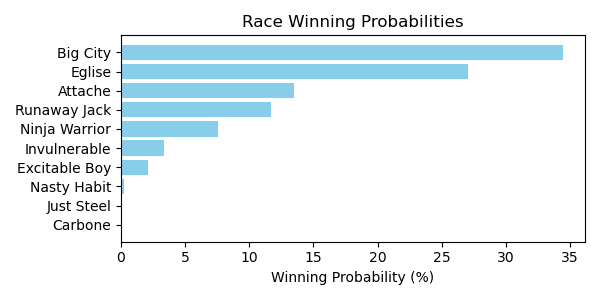 Race Winning Probabilities
Big City
Eglise
Attache
Runaway Jack
Ninja Warrior
Invulnerable
Excitable Boy
Nasty Habit
Just Steel
Carbone
0 5 10 15 20 25 30 35
Winning Probability (%)